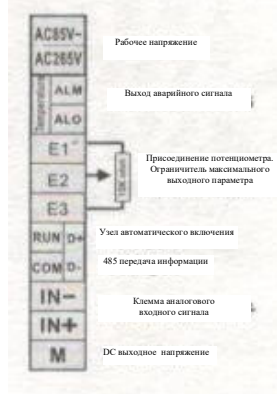 AC85V~
Рабочее напряжение
AC265V
Temperature
ALM
Выход аварийного сигнала
ALO
E1
Присоединение потенциометра.
Ограничитель максимального
выходного параметра
E2
E3
RUN D+
Узел автоматического включения
COM D-
485 передача информации
IN-
Клемма аналогового
входного сигнала
IN+
M
DC выходное напряжение